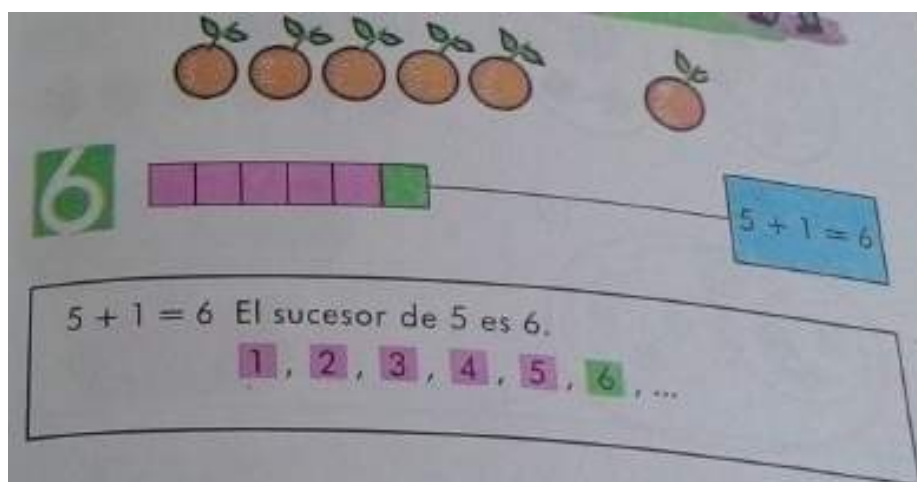 6
5 + 1 = 6
5 + 1 = 6 El sucesor de 5 es 6.
1, 2, 3, 4, 5, 6, ...